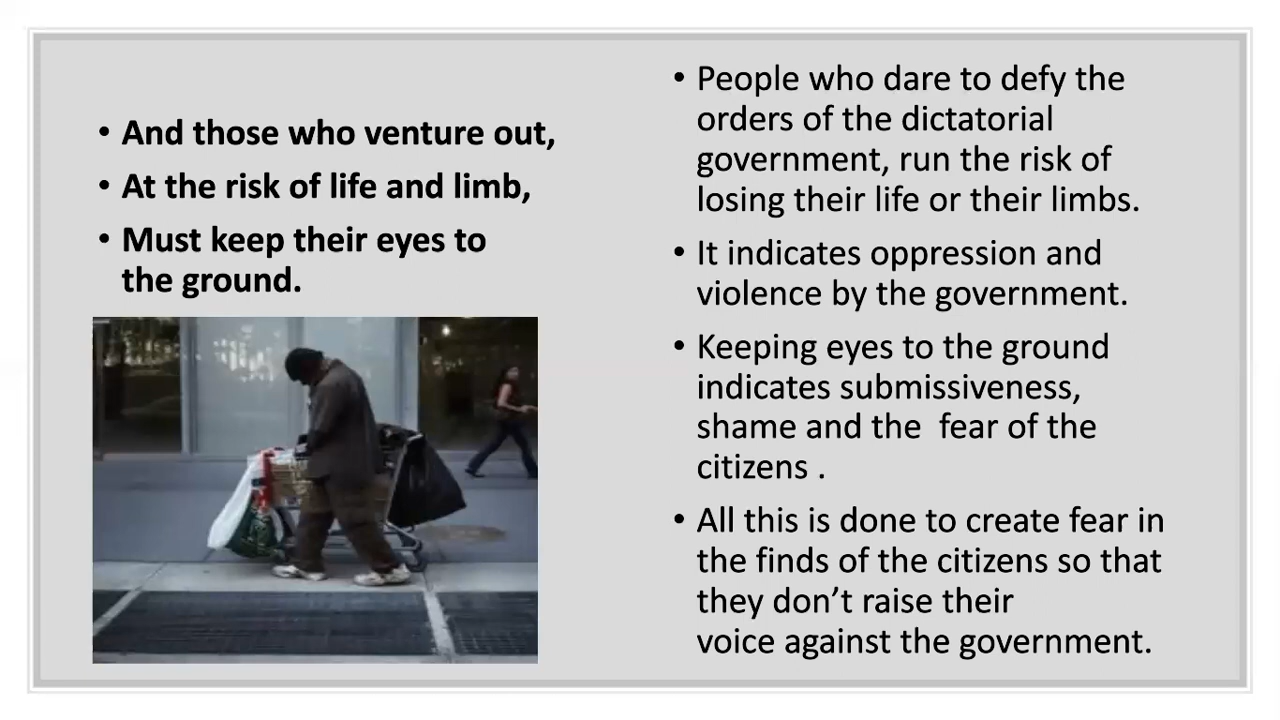 • And those who venture out,
• At the risk of life and limb,
• Must keep their eyes to
the ground.
• People who dare to defy the
orders of the dictatorial
government, run the risk of
losing their life or their limbs.
• It indicates oppression and
violence by the government.
• Keeping eyes to the ground
indicates submissiveness,
shame and the  fear of the
citizens .
• All this is done to create fear in
the finds of the citizens so that
they don’t raise their
voice against the government.